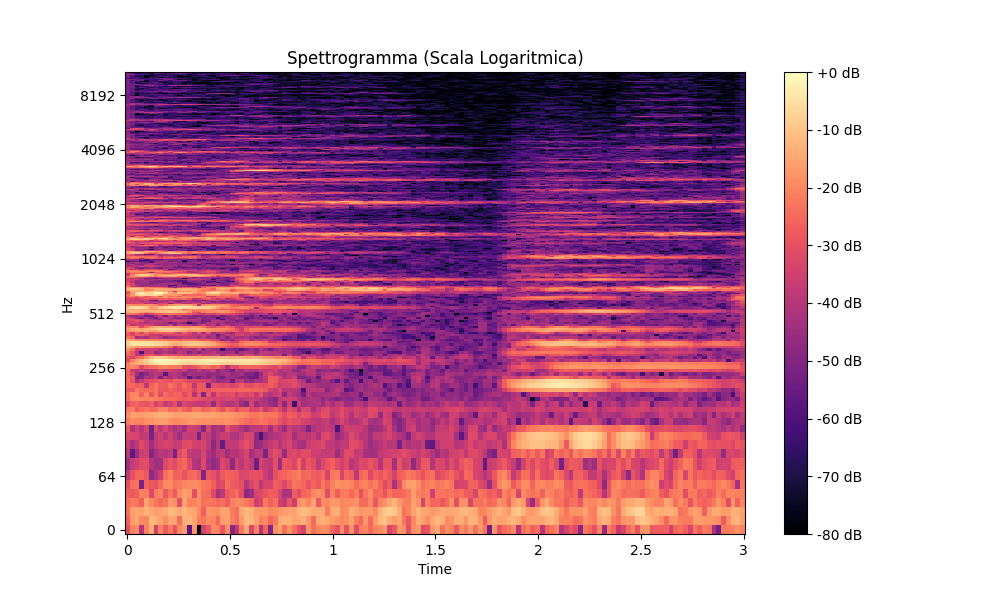 Spettrogramma (Scala Logaritmica)
Hz
8192
4096
2048
1024
512
256
128
64
0
0 0.5 1 1.5 2 2.5 3
Time
+0 dB
-10 dB
-20 dB
-30 dB
-40 dB
-50 dB
-60 dB
-70 dB
-80 dB